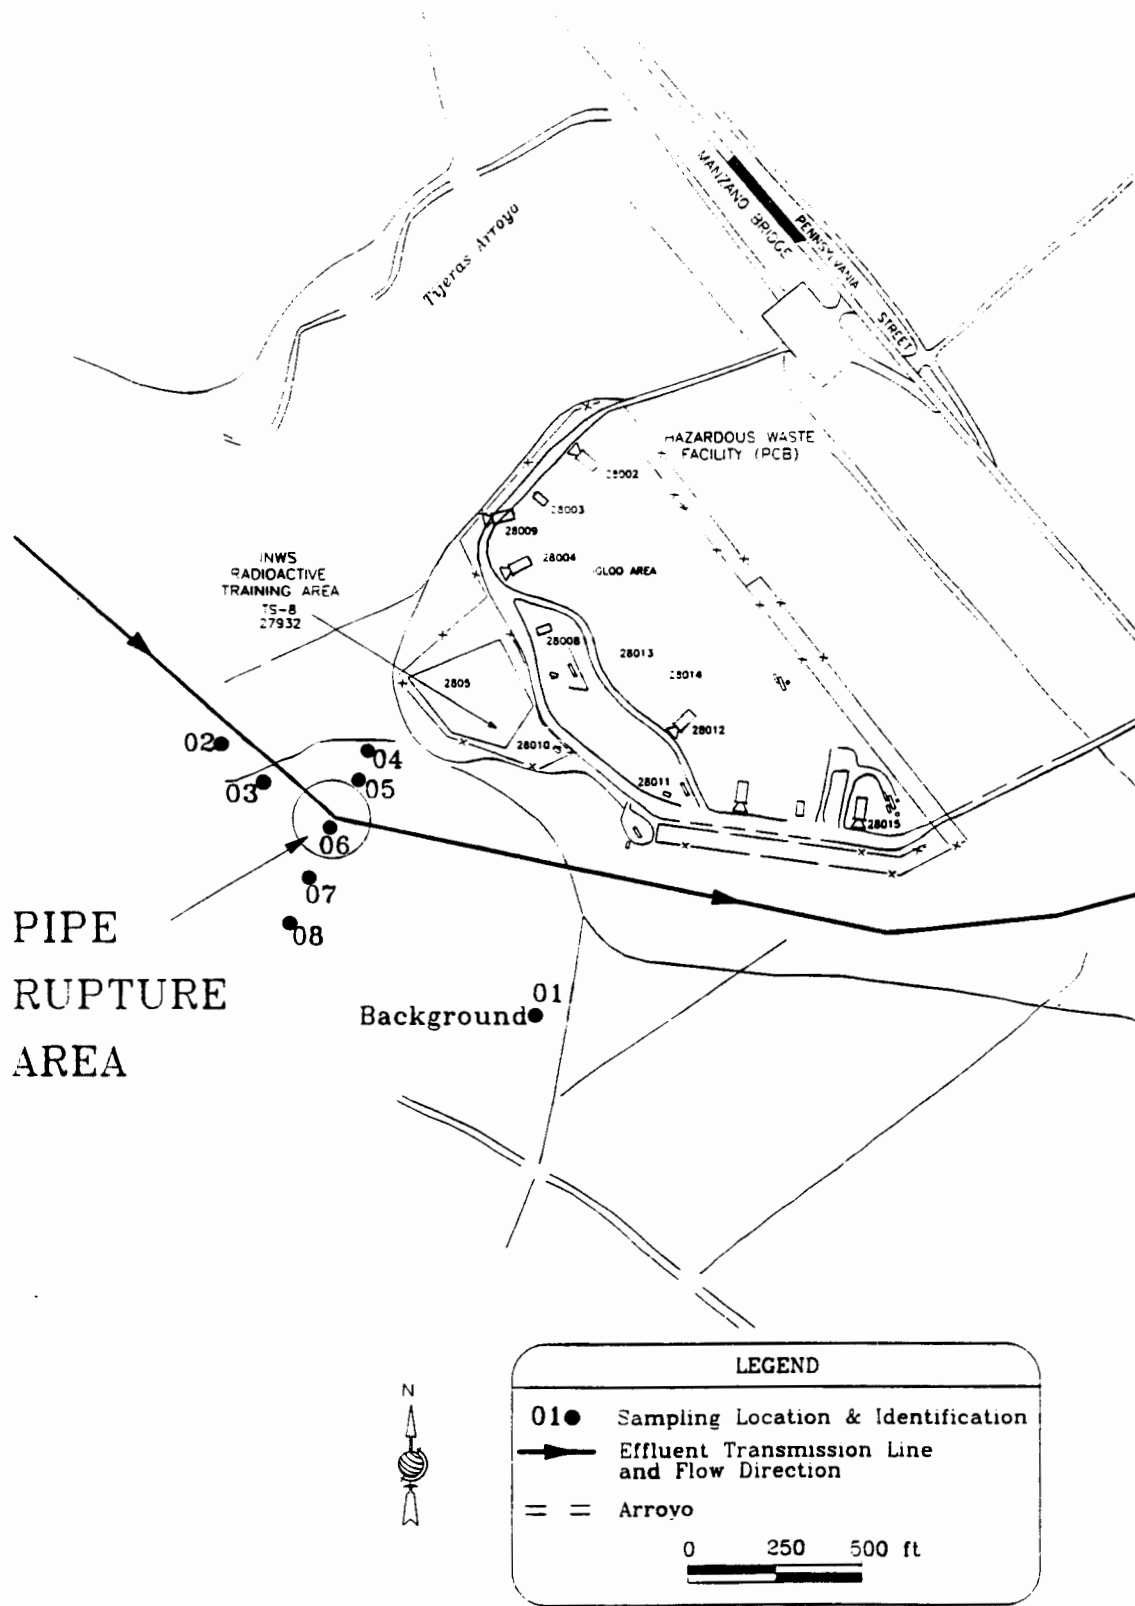 MANZANO BRIDGE
PENNSYLVANIA
STREET
Tijeras Arroyo
HAZARDOUS WASTE
FACILITY (PCB)
28002
28003
28009
28004
IGLOO AREA
INWS
RADIOACTIVE
TRAINING AREA
TS-8
27932
28008
28013
28014
2805
28010
28012
28011
28015
02
04
03
05
06
07
08
PIPE
RUPTURE
AREA
01
Background
N
LEGEND
01 Sampling Location & Identification
Effluent Transmission Line
and Flow Direction
Arroyo
0 250 500 ft